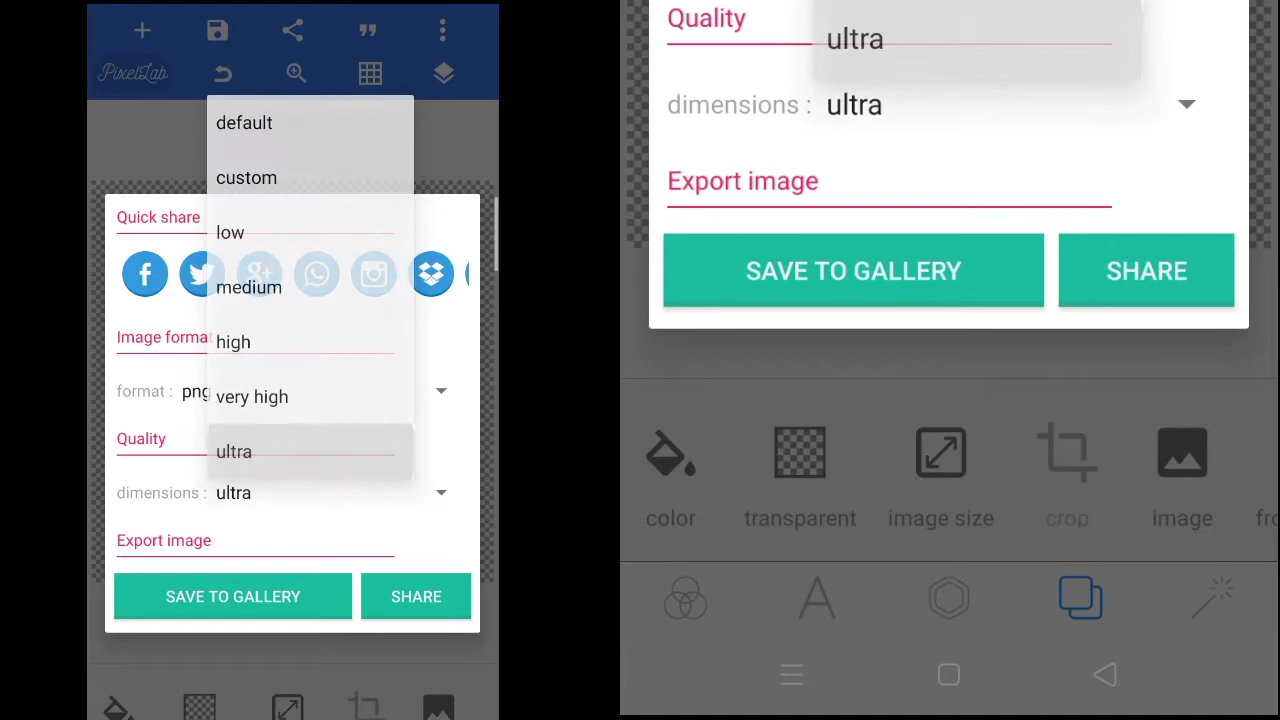 PixelLab
default
custom
low
medium
high
very high
ultra
Quick share
g+
Image format
format : png
Quality
dimensions : ultra
Export image
SAVE TO GALLERY SHARE
Quality
ultra
dimensions : ultra
Export image
SAVE TO GALLERY SHARE
color transparent image size crop image fro
A